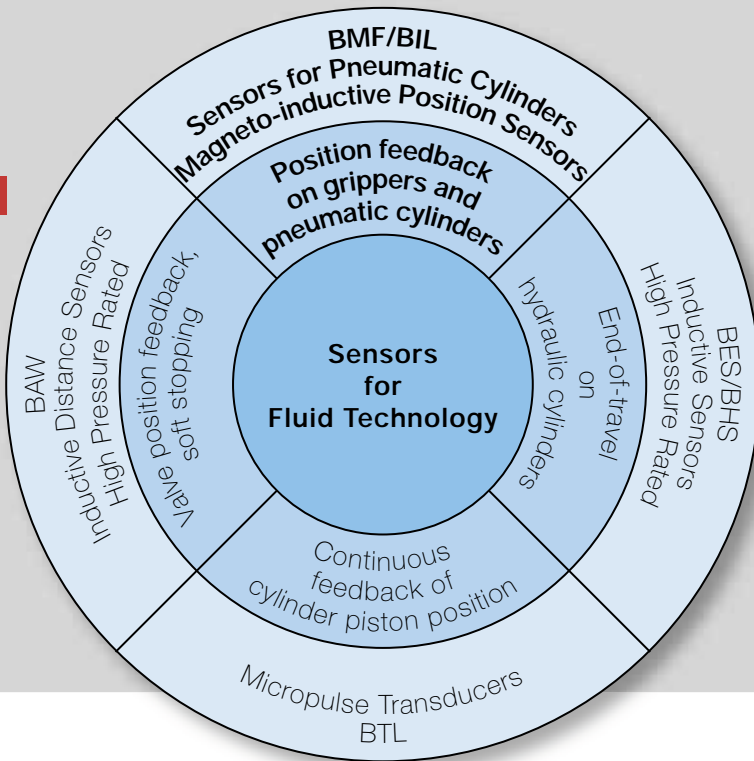 BMF/BIL
Sensors for Pneumatic Cylinders
Magneto-inductive Position Sensors
Position feedback
on grippers and
pneumatic cylinders
BAW
Inductive Distance Sensors
High Pressure Rated
Valve position feedback,
soft stopping
Sensors
for
Fluid Technology
End-of-travel
on
hydraulic cylinders
BES/BHS
Inductive Sensors
High Pressure Rated
Continuous
feedback of
cylinder piston position
Micropulse Transducers
BTL